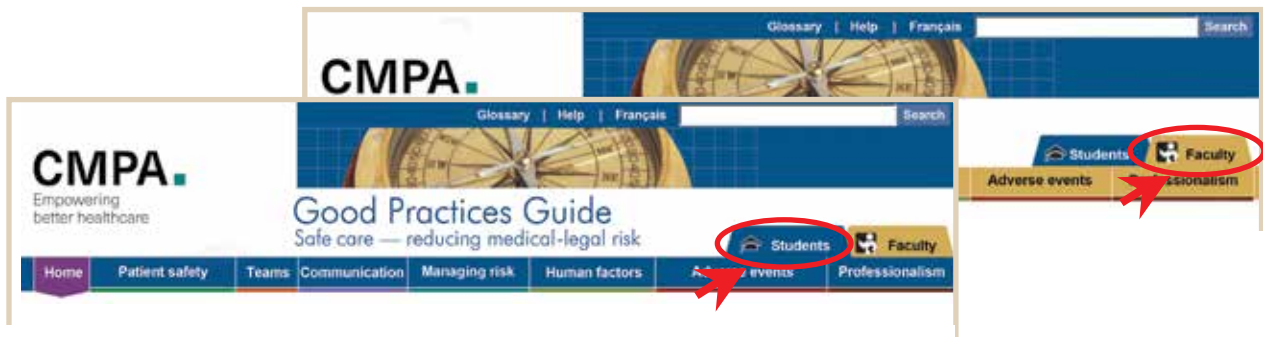 Glossary | Help | Français Search
CMPA.
Glossary | Help | Français Search
CMPA.
Empowering
better healthcare
Good Practices Guide
Safe care — reducing medical-legal risk
Students Faculty
Home Patient safety Teams Communication Managing risk Human factors Adverse events Professionalism
Students Faculty
Adverse events Professionalism